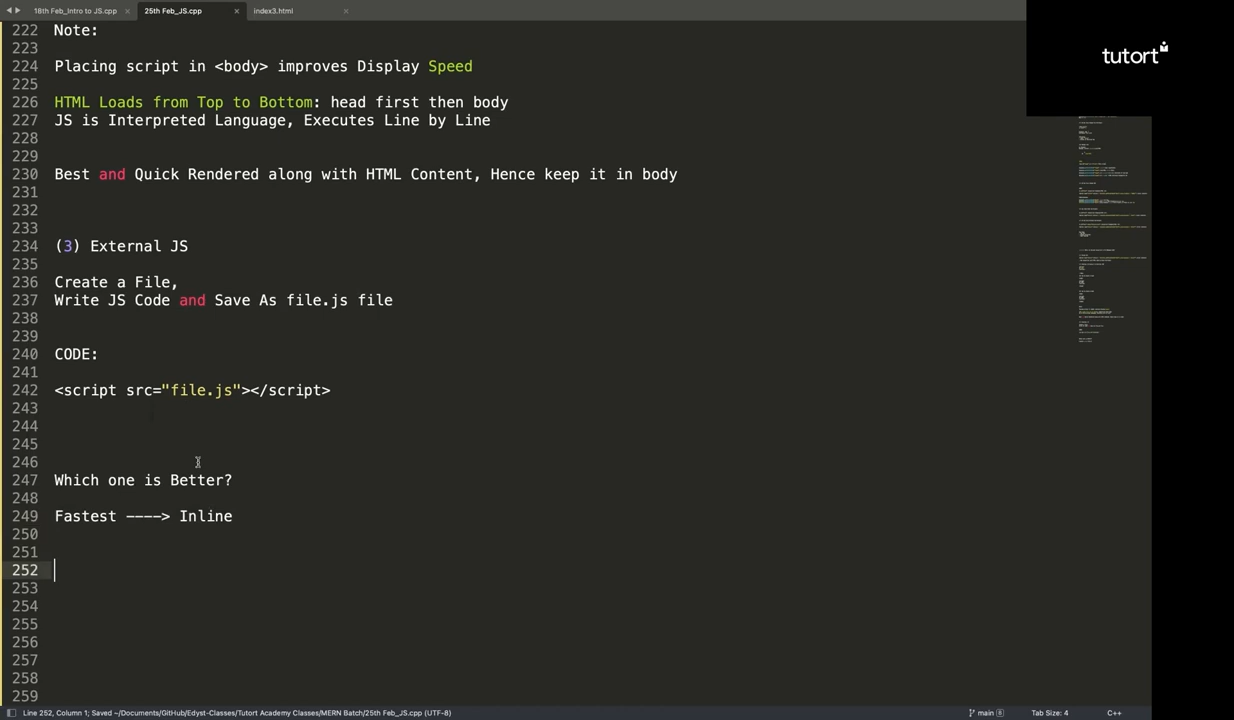 18th Feb_Intro to JS.cpp
25th Feb_JS.cpp
index3.html
tutort
222 Note:
223
224 Placing script in <body> improves Display Speed
225
226 HTML Loads from Top to Bottom: head first then body
227 JS is Interpreted Language, Executes Line by Line
228
229
230 Best and Quick Rendered along with HTML Content, Hence keep it in body
231
232
233
234 (3) External JS
235
236 Create a File,
237 Write JS Code and Save As file.js file
238
239
240 CODE:
241
242 <script src="file.js"></script>
243
244
245
246
247 Which one is Better?
248
249 Fastest ----> Inline
250
251
252
253
254
255
256
257
258
259
Line 252, Column 1; Saved ~/Documents/GitHub/Edyst-Classes/Tutort Academy Classes/MERN Batch/25th Feb_JS.cpp (UTF-8)
main
Tab Size: 4
C++